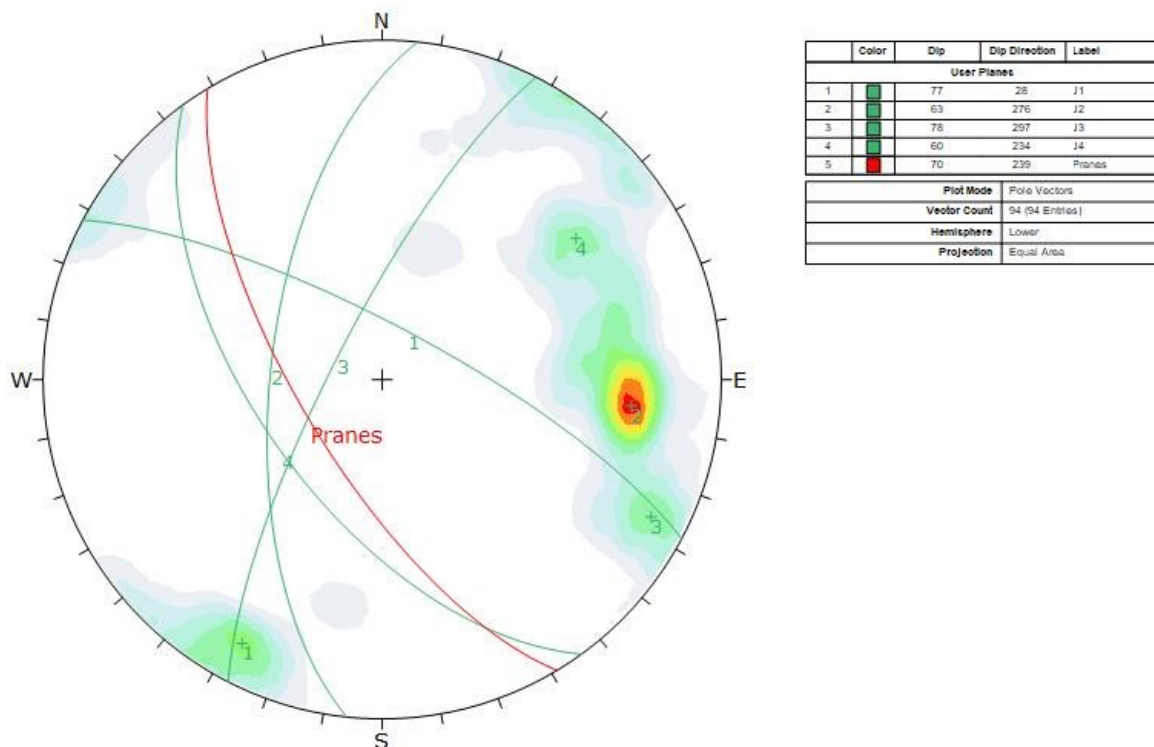 N
W
E
S
1
2
3
4
Pranes
4
2
3
1
Color Dip Dip Direction Label
User Planes
1 77 28 J1
2 63 276 J2
3 78 297 J3
4 60 234 J4
5 70 239 Pranes
Plot Mode Pole Vectors
Vector Count 94 (94 Entries)
Hemisphere Lower
Projection Equal Area